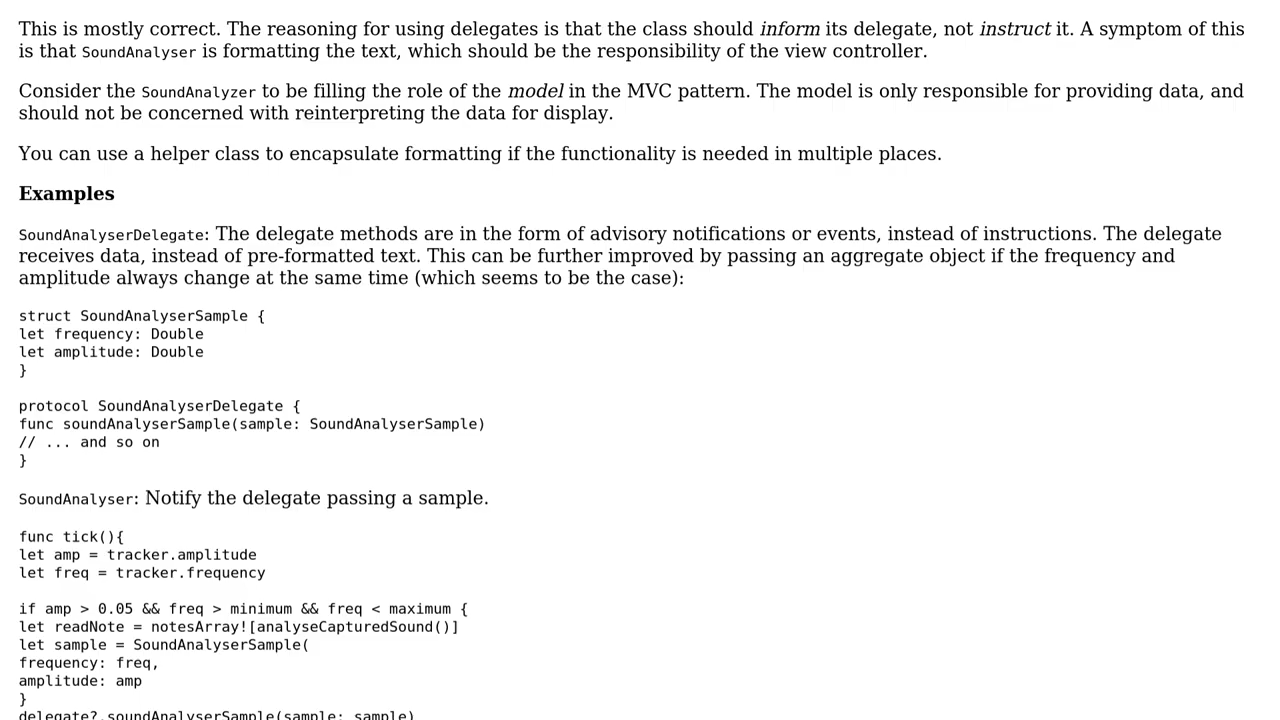 This is mostly correct. The reasoning for using delegates is that the class should inform its delegate, not instruct it. A symptom of this
is that SoundAnalyser is formatting the text, which should be the responsibility of the view controller.
Consider the SoundAnalyzer to be filling the role of the model in the MVC pattern. The model is only responsible for providing data, and
should not be concerned with reinterpreting the data for display.
You can use a helper class to encapsulate formatting if the functionality is needed in multiple places.
Examples
SoundAnalyserDelegate: The delegate methods are in the form of advisory notifications or events, instead of instructions. The delegate
receives data, instead of pre-formatted text. This can be further improved by passing an aggregate object if the frequency and
amplitude always change at the same time (which seems to be the case):
struct SoundAnalyserSample {
let frequency: Double
let amplitude: Double
}
protocol SoundAnalyserDelegate {
func soundAnalyserSample(sample: SoundAnalyserSample)
// ... and so on
}
SoundAnalyser: Notify the delegate passing a sample.
func tick(){
let amp = tracker.amplitude
let freq = tracker.frequency
if amp > 0.05 && freq > minimum && freq < maximum {
let readNote = notesArray![analyseCapturedSound()]
let sample = SoundAnalyserSample(
frequency: freq,
amplitude: amp
}
delegate?.soundAnalyserSample(sample: sample)